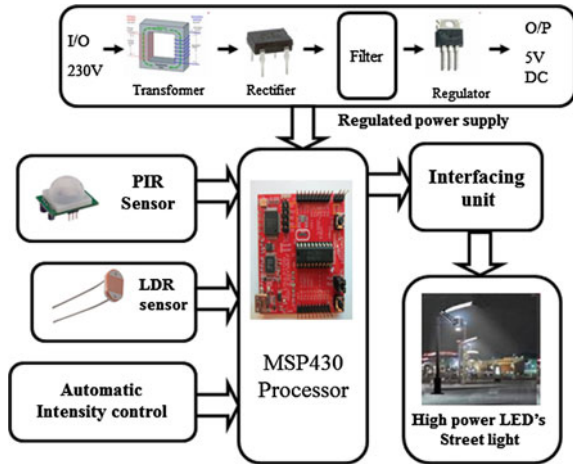 I/O
230V
Transformer
Rectifier
Filter
Regulator
O/P
5V
DC
Regulated power supply
PIR
Sensor
LDR
sensor
Automatic
Intensity control
MSP430
Processor
Interfacing
unit
High power LED's
Street light